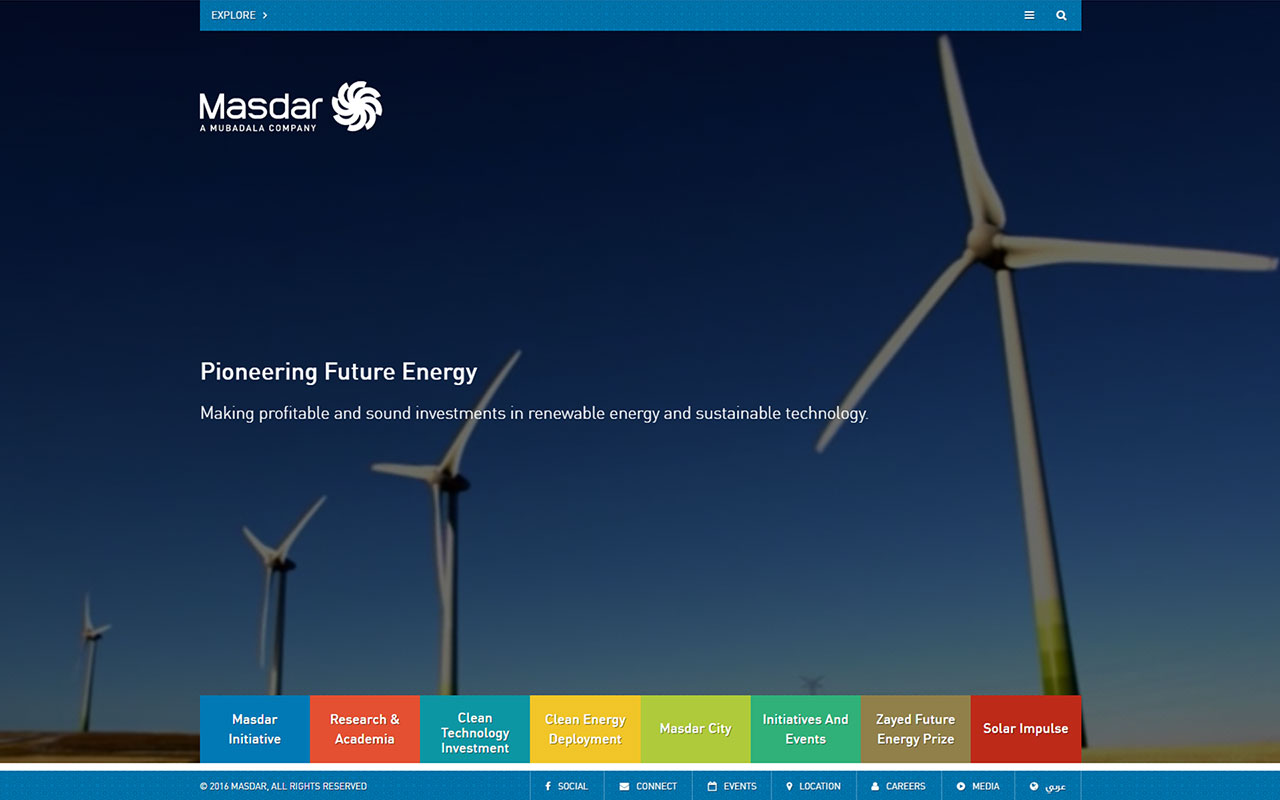 EXPLORE
Masdar
A MUBADALA COMPANY
Pioneering Future Energy
Making profitable and sound investments in renewable energy and sustainable technology.
Masdar
Initiative
Research &
Academia
Clean
Technology
Investment
Clean Energy
Deployment
Masdar City
Initiatives And
Events
Zayed Future
Energy Prize
Solar Impulse
© 2016 MASDAR, ALL RIGHTS RESERVED
SOCIAL
CONNECT
EVENTS
LOCATION
CAREERS
MEDIA
عربي